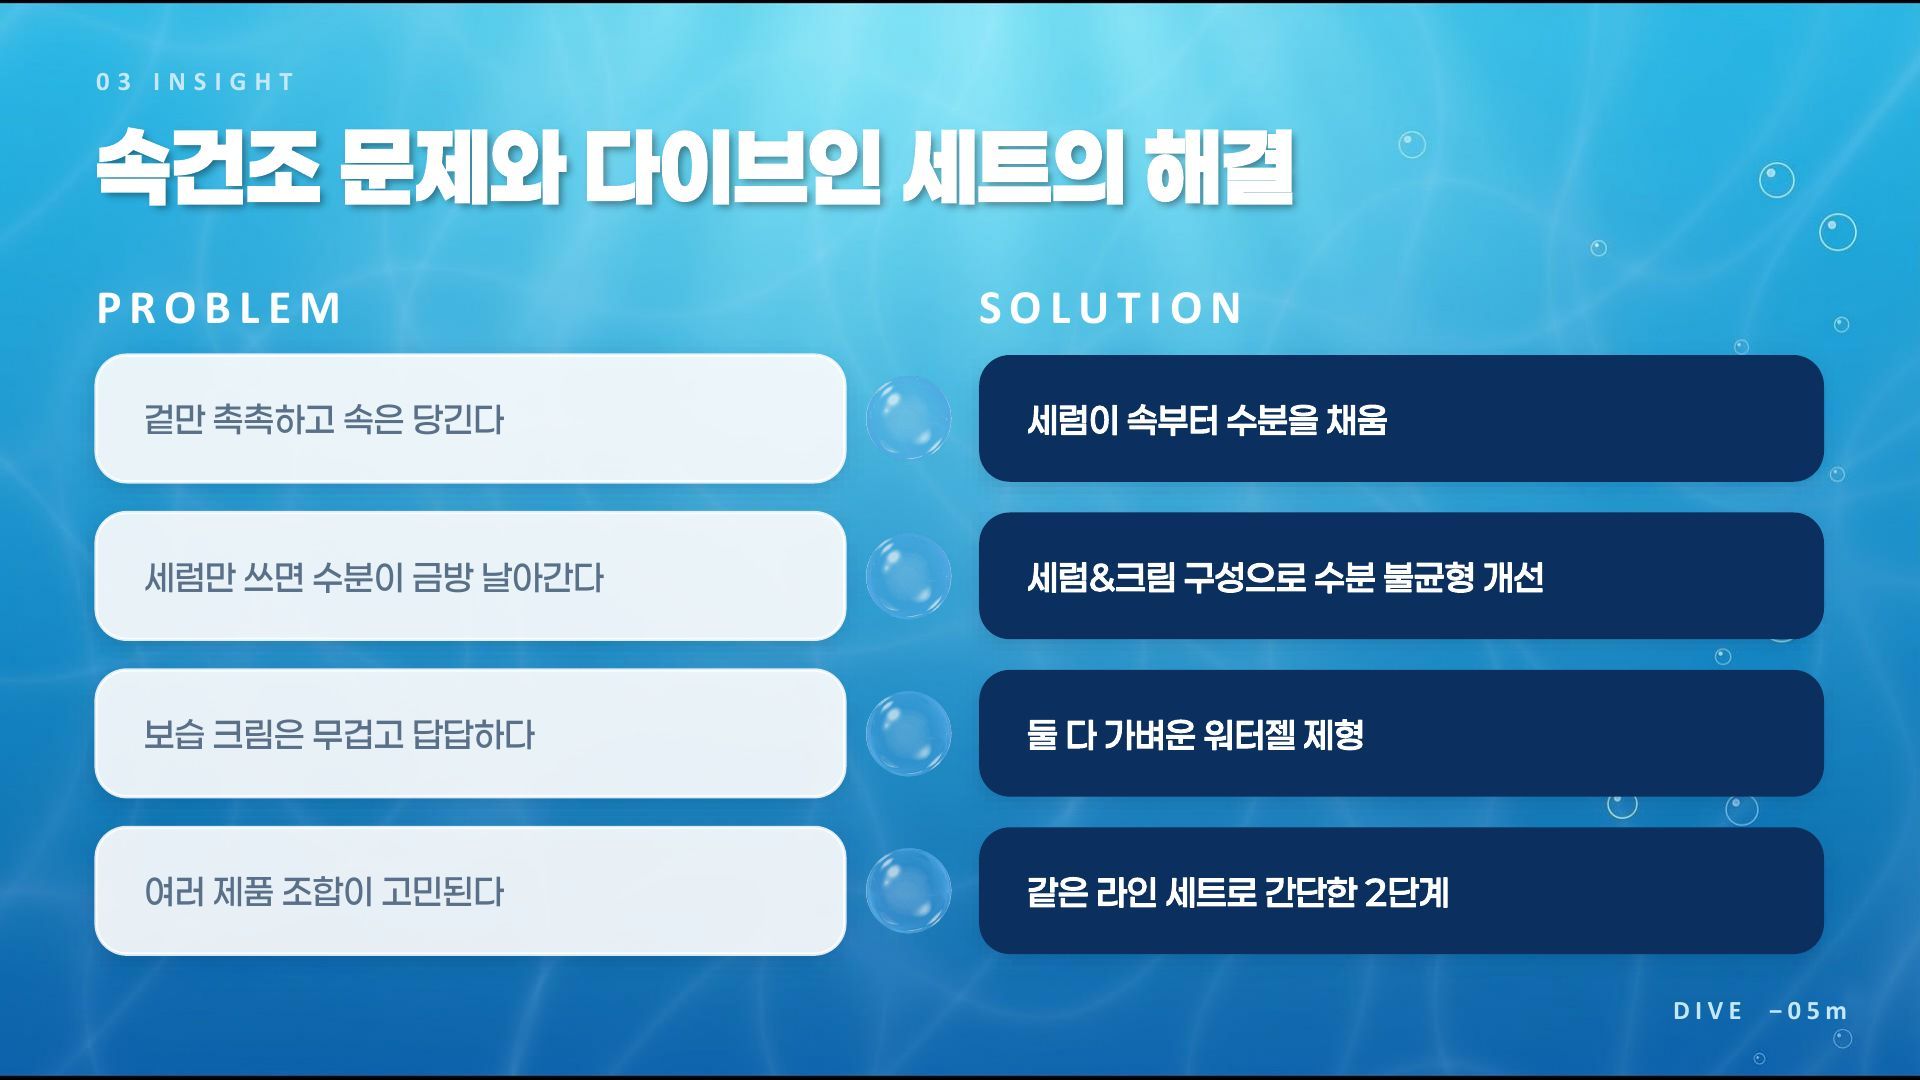 03 INSIGHT
속건조 문제와 다이브인 세트의 해결
PROBLEM
SOLUTION
겉만 촉촉하고 속은 당긴다
세럼이 속부터 수분을 채움
세럼만 쓰면 수분이 금방 날아간다
세럼&크림 구성으로 수분 불균형 개선
보습 크림은 무겁고 답답하다
둘 다 가벼운 워터젤 제형
여러 제품 조합이 고민된다
같은 라인 세트로 간단한 2단계
DIVE –05m